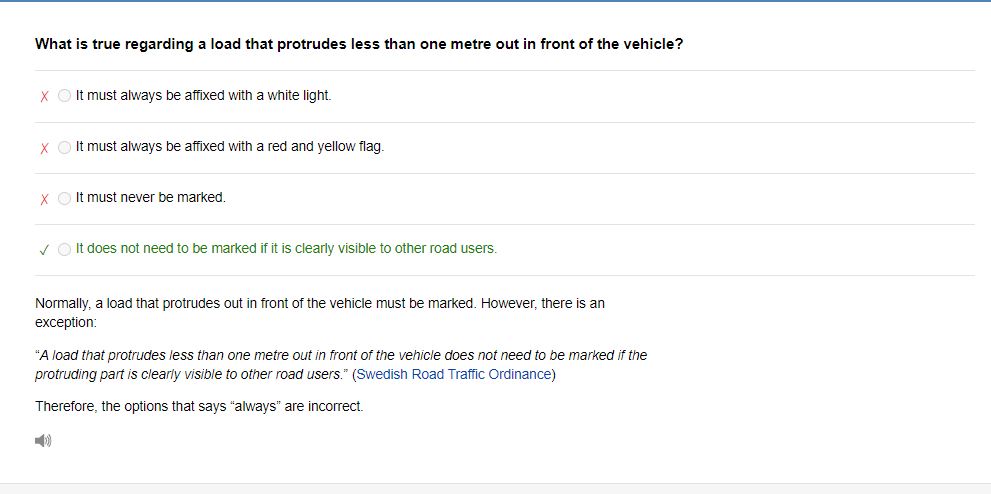 What is true regarding a load that protrudes less than one metre out in front of the vehicle?
X It must always be affixed with a white light.
X It must always be affixed with a red and yellow flag.
X It must never be marked.
✓ It does not need to be marked if it is clearly visible to other road users.
Normally, a load that protrudes out in front of the vehicle must be marked. However, there is an
exception:
“A load that protrudes less than one metre out in front of the vehicle does not need to be marked if the
protruding part is clearly visible to other road users.” (Swedish Road Traffic Ordinance)
Therefore, the options that says “always” are incorrect.